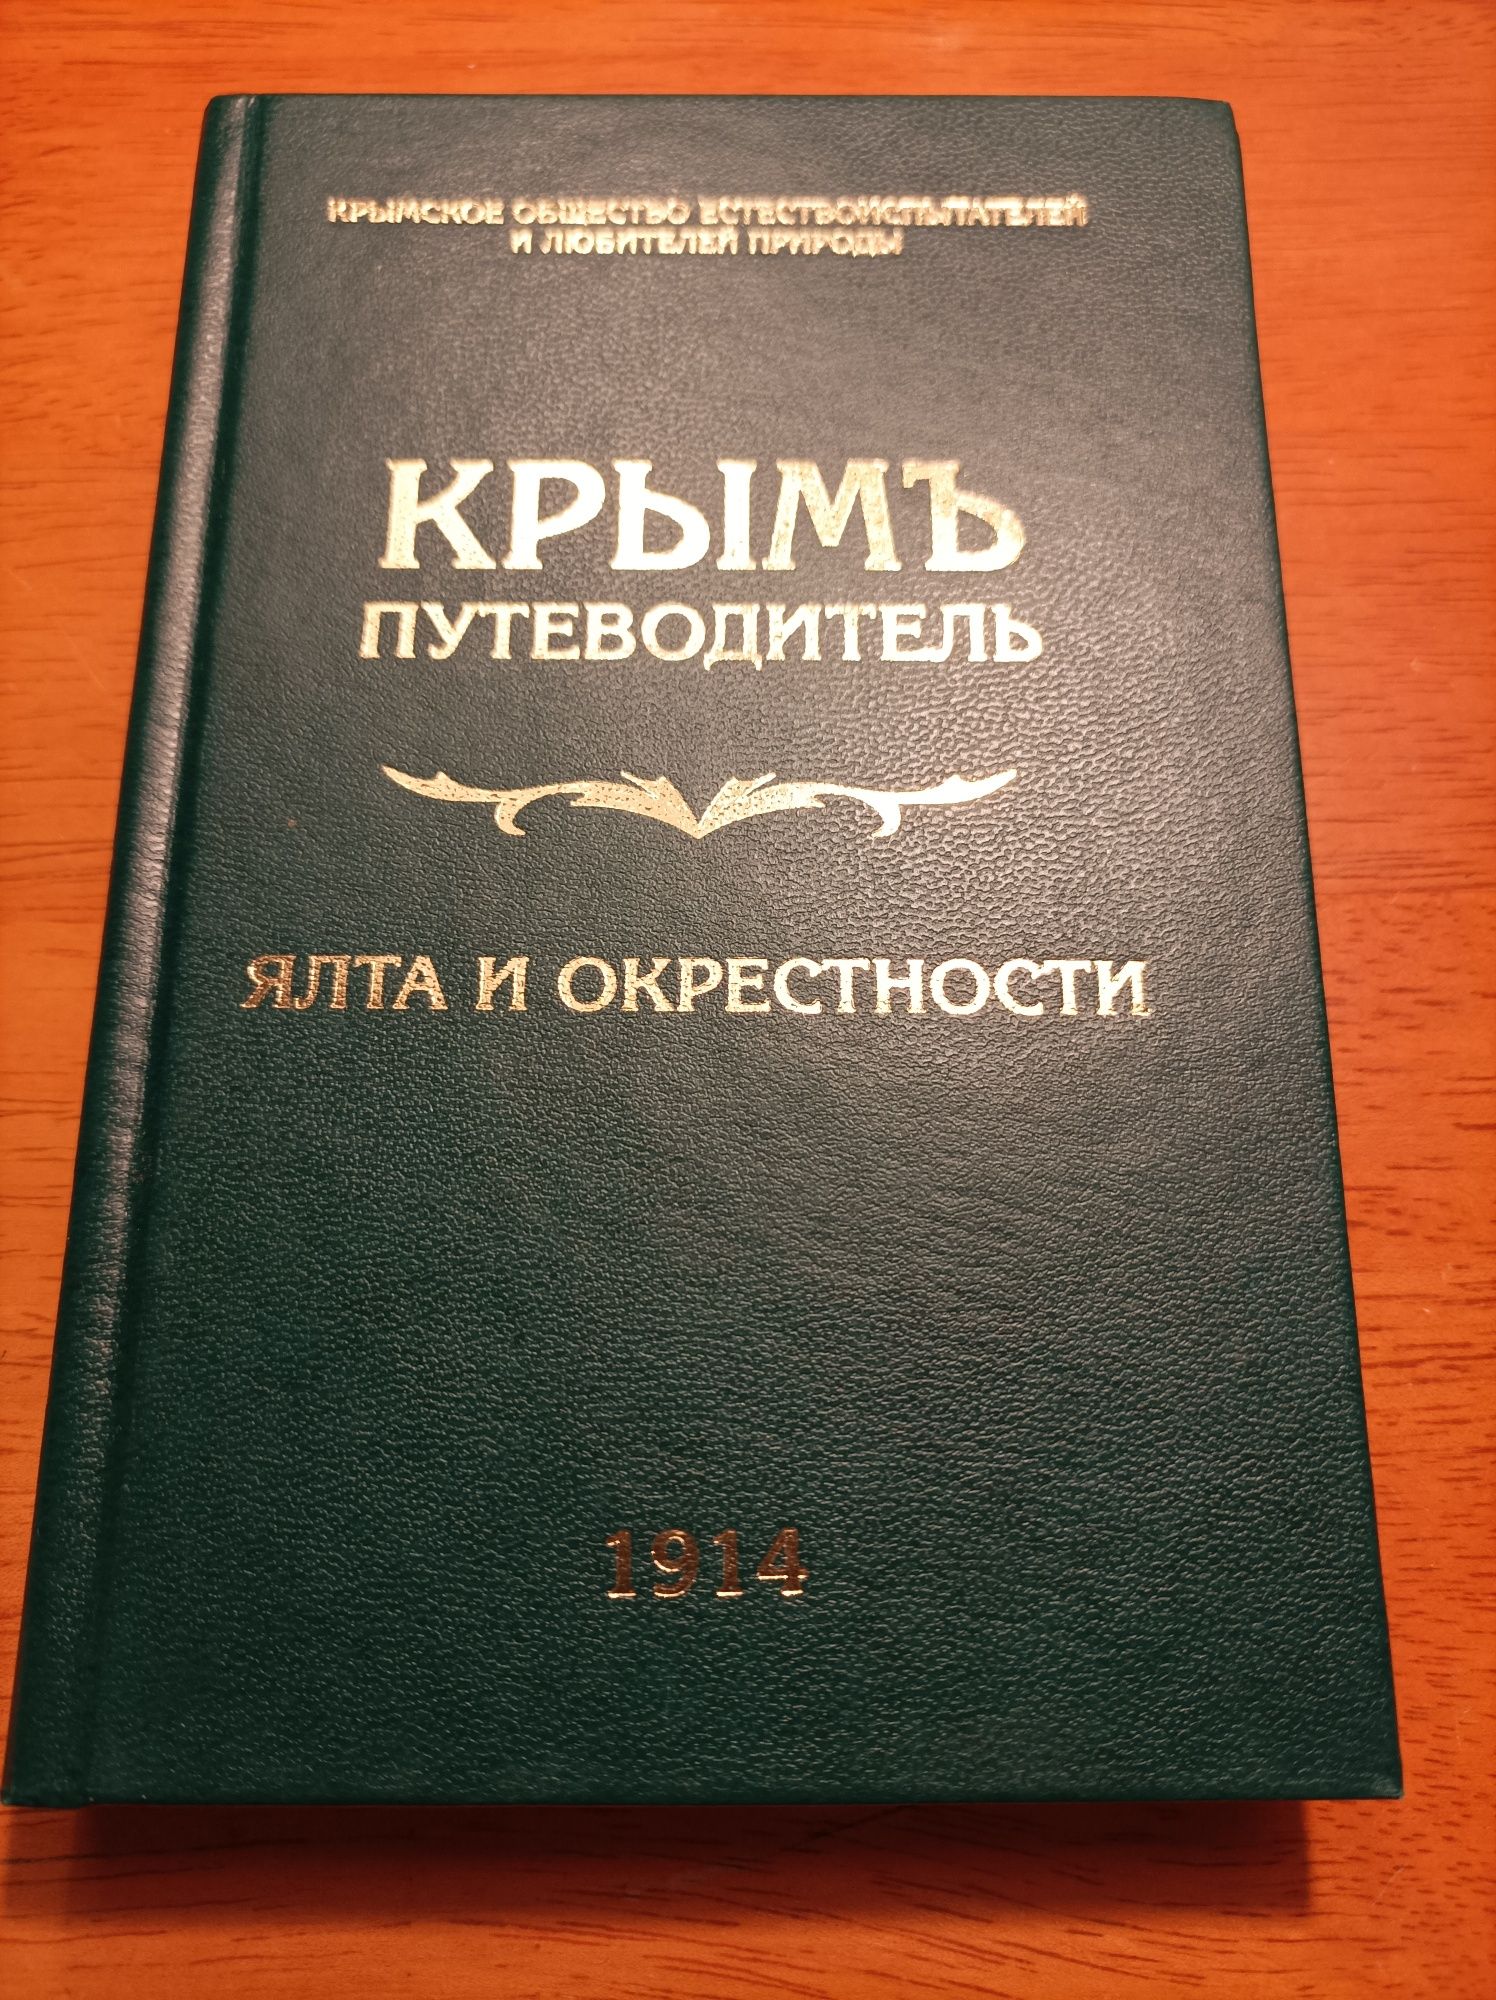 КРЫМСКОЕ ОБЩЕСТВО ЕСТЕСТВОИСПЫТАТЕЛЕЙ
И ЛЮБИТЕЛЕЙ ПРИРОДЫ
КРЫМЪ
ПУТЕВОДИТЕЛЬ
ЯЛТА И ОКРЕСТНОСТИ
1914